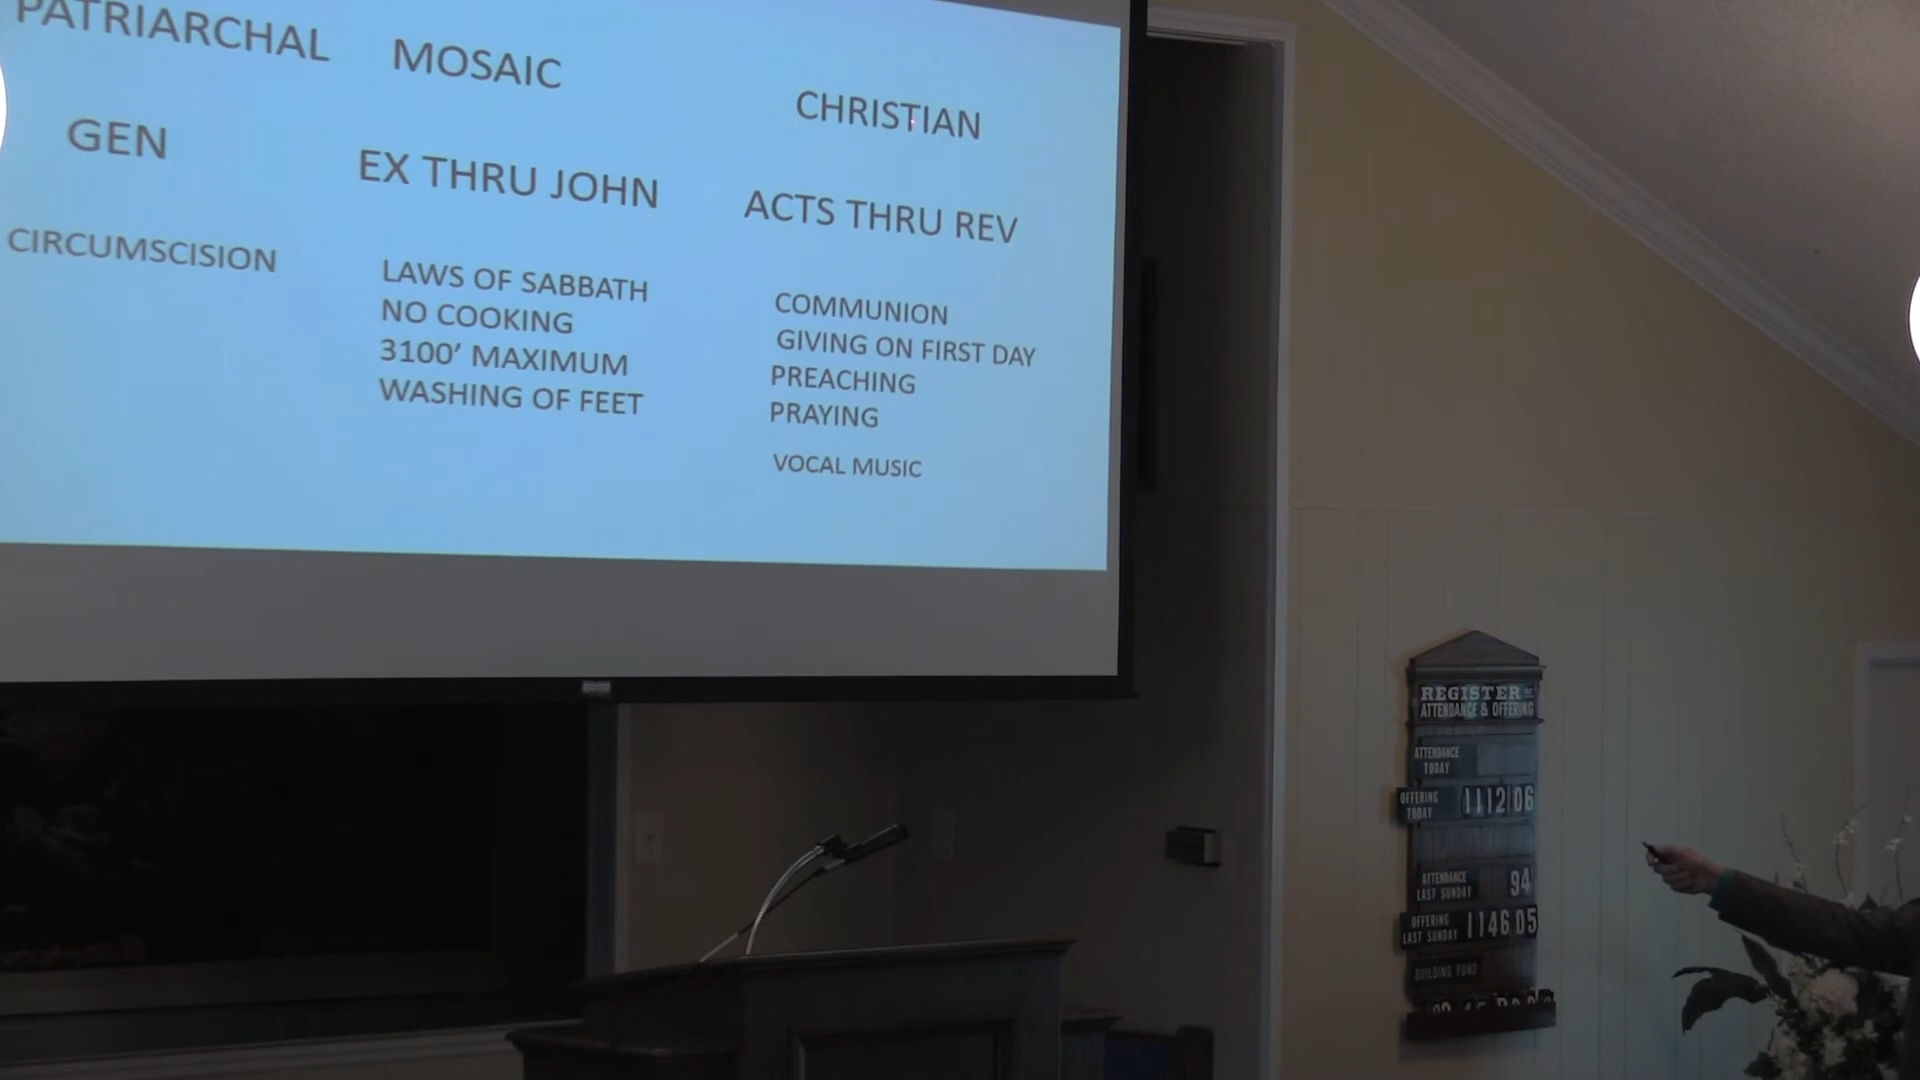 PATRIARCHAL MOSAIC CHRISTIAN
GEN EX THRU JOHN ACTS THRU REV
CIRCUMSCISION
LAWS OF SABBATH
NO COOKING
3100' MAXIMUM
WASHING OF FEET
COMMUNION
GIVING ON FIRST DAY
PREACHING
PRAYING
VOCAL MUSIC
REGISTER OF
ATTENDANCE & OFFERING
ATTENDANCE
TODAY
OFFERING
TODAY 1112 06
ATTENDANCE
LAST SUNDAY 94
OFFERING
LAST SUNDAY 1146 05
BUILDING FUND